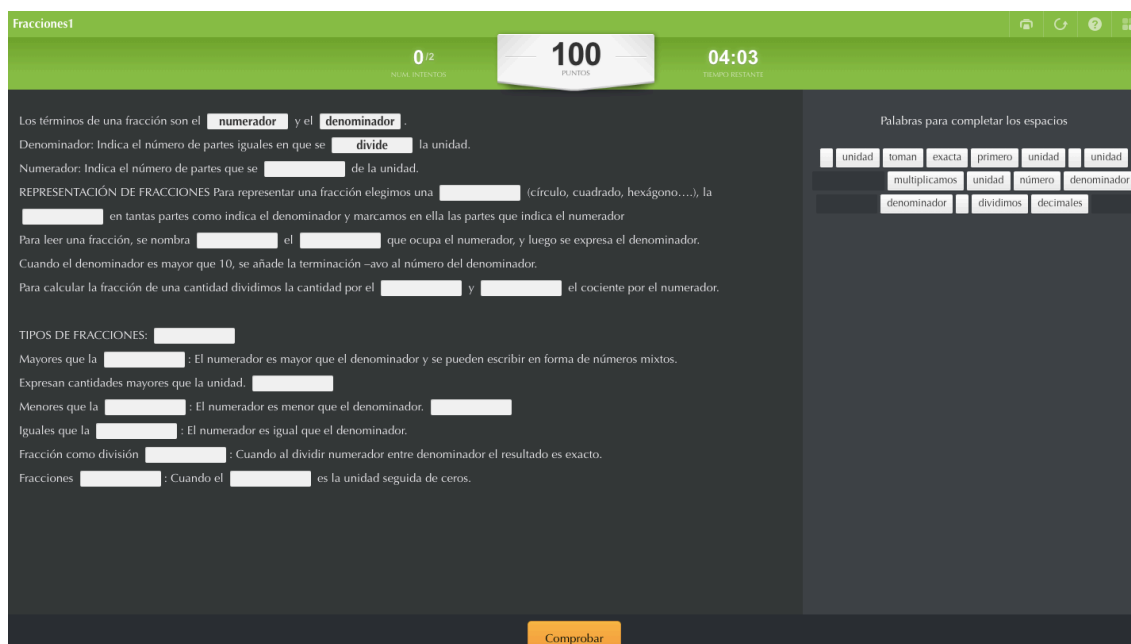 Fracciones1
0/2
NUM. INTENTOS
100
PUNTOS
04:03
TIEMPO RESTANTE
Los términos de una fracción son el numerador y el denominador .
Denominador: Indica el número de partes iguales en que se divide la unidad.
Numerador: Indica el número de partes que se de la unidad.
REPRESENTACIÓN DE FRACCIONES Para representar una fracción elegimos una (círculo, cuadrado, hexágono....), la
en tantas partes como indica el denominador y marcamos en ella las partes que indica el numerador
Para leer una fracción, se nombra el que ocupa el numerador, y luego se expresa el denominador.
Cuando el denominador es mayor que 10, se añade la terminación –avo al número del denominador.
Para calcular la fracción de una cantidad dividimos la cantidad por el y el cociente por el numerador.
TIPOS DE FRACCIONES:
Mayores que la : El numerador es mayor que el denominador y se pueden escribir en forma de números mixtos.
Expresan cantidades mayores que la unidad.
Menores que la : El numerador es menor que el denominador.
Iguales que la : El numerador es igual que el denominador.
Fracción como división : Cuando al dividir numerador entre denominador el resultado es exacto.
Fracciones : Cuando el es la unidad seguida de ceros.
Palabras para completar los espacios
unidad toman exacta primero unidad unidad
multiplicamos unidad número denominador
denominador dividimos decimales
Comprobar